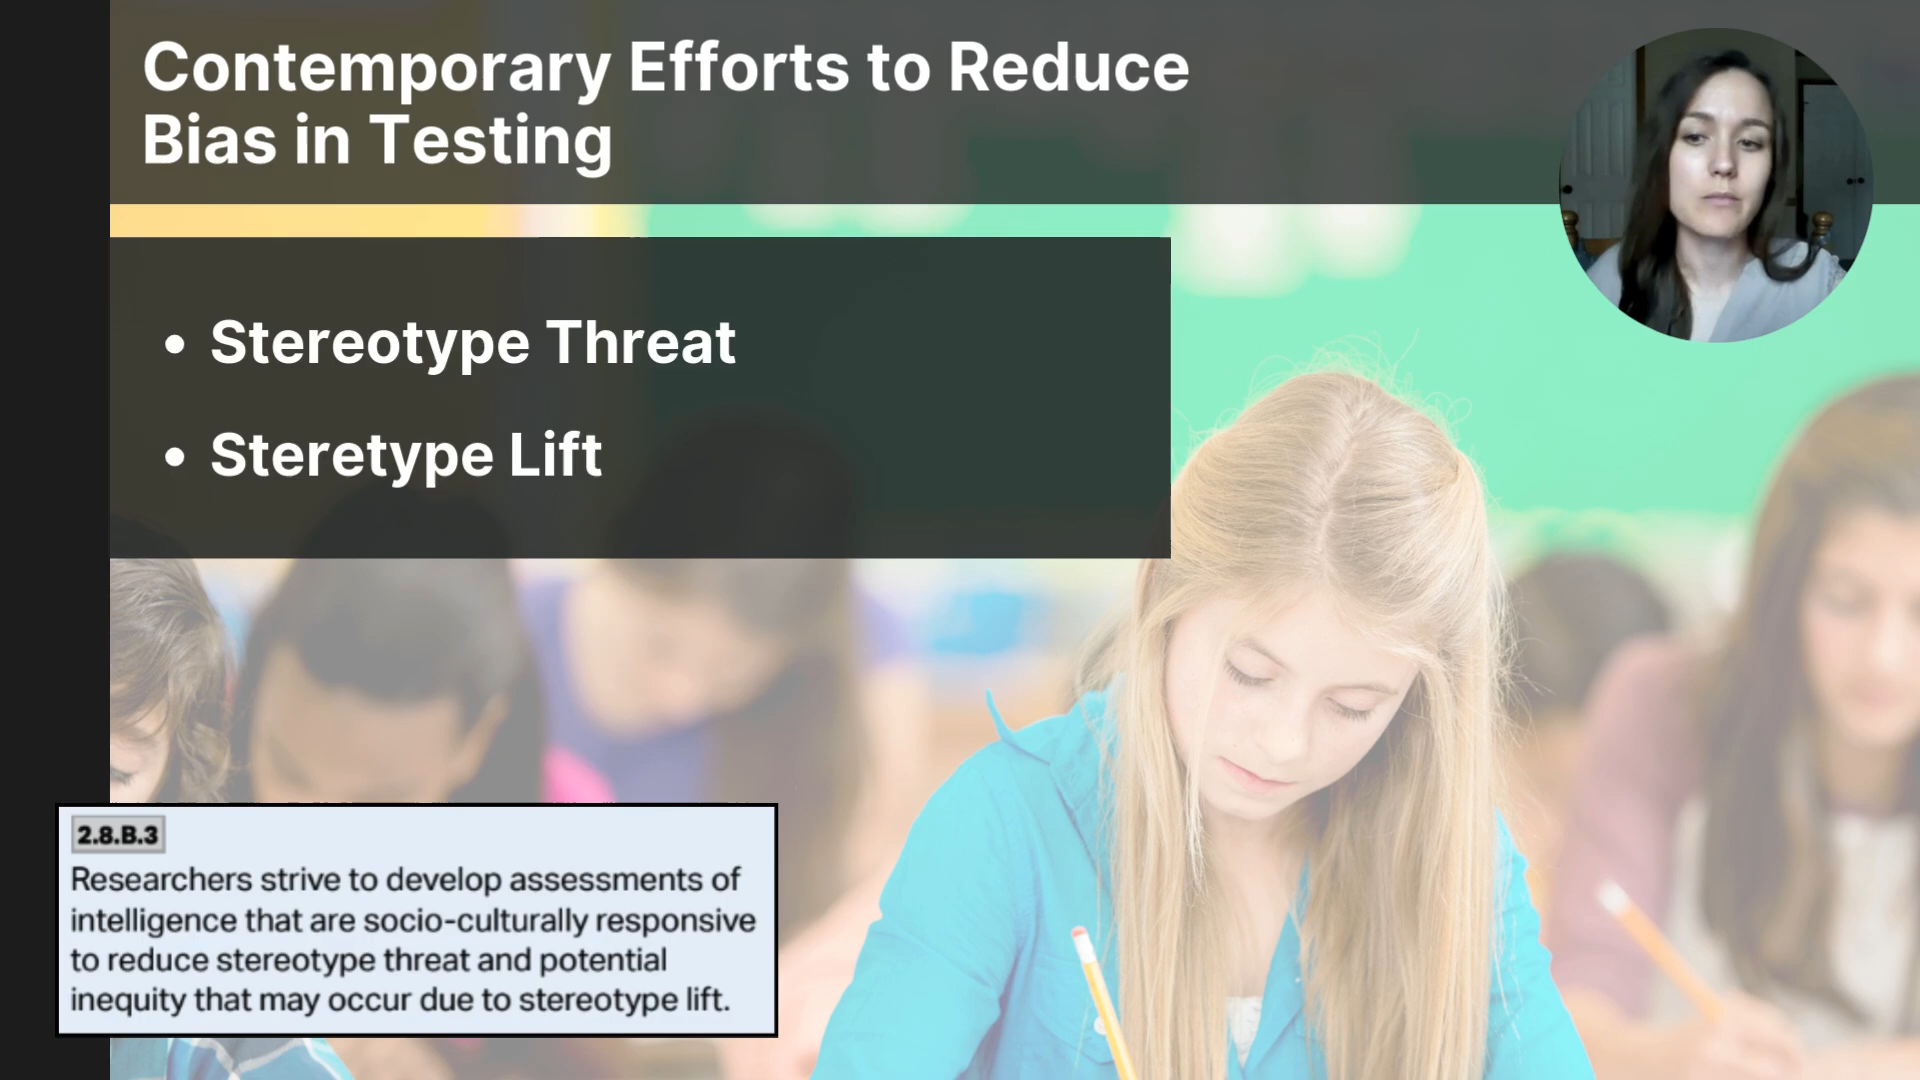 Contemporary Efforts to Reduce
Bias in Testing
• Stereotype Threat
• Steretype Lift
2.8.B.3
Researchers strive to develop assessments of
intelligence that are socio-culturally responsive
to reduce stereotype threat and potential
inequity that may occur due to stereotype lift.